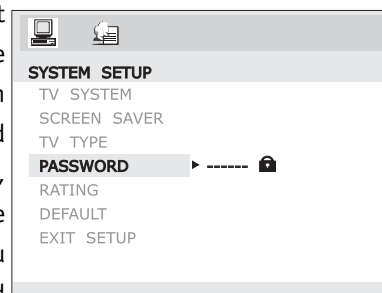 SYSTEM SETUP
TV SYSTEM
SCREEN SAVER
TV TYPE
PASSWORD ------
RATING
DEFAULT
EXIT SETUP